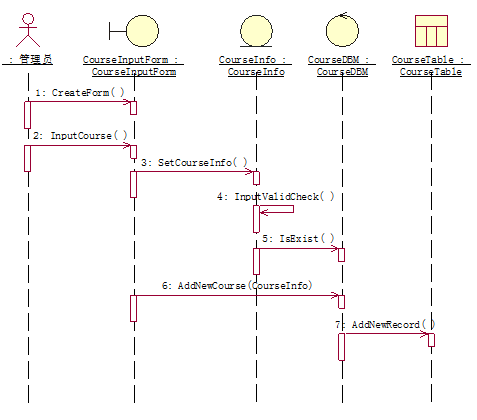 : 管理员
CourseInputForm :
CourseInputForm
CourseInfo :
CourseInfo
CourseDBM :
CourseDBM
CourseTable :
CourseTable
1: CreateForm( )
2: InputCourse( )
3: SetCourseInfo( )
4: InputValidCheck( )
5: IsExist( )
6: AddNewCourse(CourseInfo)
7: AddNewRecord( )